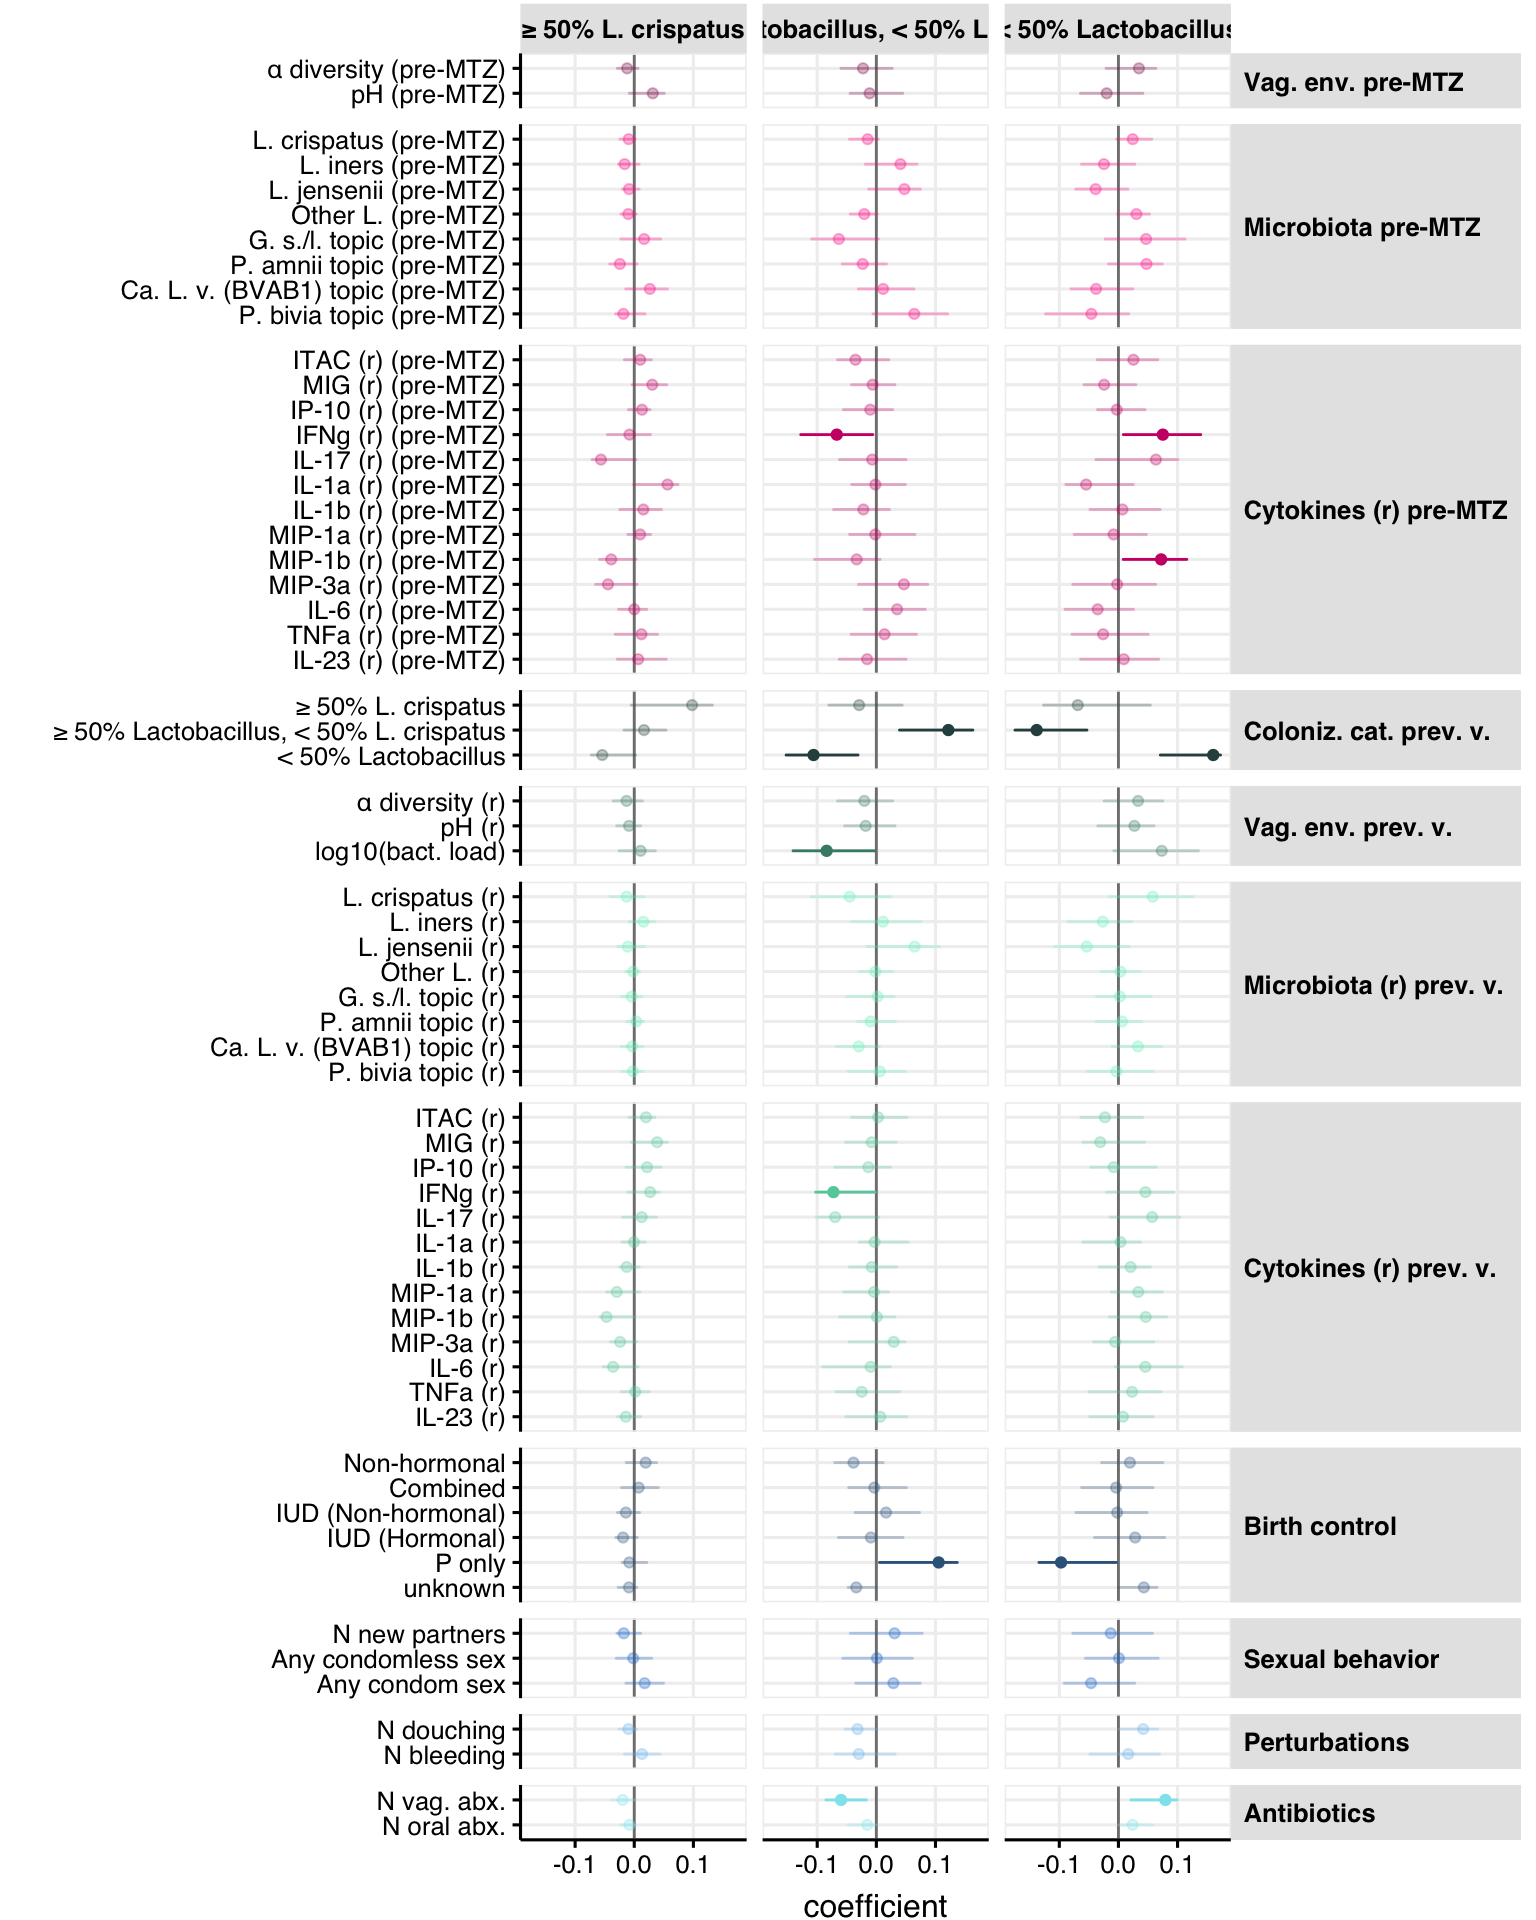 ≥ 50% L. crispatus
tobacillus, < 50% L
< 50% Lactobacillus
α diversity (pre-MTZ)
pH (pre-MTZ)
Vag. env. pre-MTZ
L. crispatus (pre-MTZ)
L. iners (pre-MTZ)
L. jensenii (pre-MTZ)
Other L. (pre-MTZ)
G. s./l. topic (pre-MTZ)
P. amnii topic (pre-MTZ)
Ca. L. v. (BVAB1) topic (pre-MTZ)
P. bivia topic (pre-MTZ)
Microbiota pre-MTZ
ITAC (r) (pre-MTZ)
MIG (r) (pre-MTZ)
IP-10 (r) (pre-MTZ)
IFNg (r) (pre-MTZ)
IL-17 (r) (pre-MTZ)
IL-1a (r) (pre-MTZ)
IL-1b (r) (pre-MTZ)
MIP-1a (r) (pre-MTZ)
MIP-1b (r) (pre-MTZ)
MIP-3a (r) (pre-MTZ)
IL-6 (r) (pre-MTZ)
TNFa (r) (pre-MTZ)
IL-23 (r) (pre-MTZ)
Cytokines (r) pre-MTZ
≥ 50% L. crispatus
≥ 50% Lactobacillus, < 50% L. crispatus
< 50% Lactobacillus
Coloniz. cat. prev. v.
α diversity (r)
pH (r)
log10(bact. load)
Vag. env. prev. v.
L. crispatus (r)
L. iners (r)
L. jensenii (r)
Other L. (r)
G. s./l. topic (r)
P. amnii topic (r)
Ca. L. v. (BVAB1) topic (r)
P. bivia topic (r)
Microbiota (r) prev. v.
ITAC (r)
MIG (r)
IP-10 (r)
IFNg (r)
IL-17 (r)
IL-1a (r)
IL-1b (r)
MIP-1a (r)
MIP-1b (r)
MIP-3a (r)
IL-6 (r)
TNFa (r)
IL-23 (r)
Cytokines (r) prev. v.
Non-hormonal
Combined
IUD (Non-hormonal)
IUD (Hormonal)
P only
unknown
Birth control
N new partners
Any condomless sex
Any condom sex
Sexual behavior
N douching
N bleeding
Perturbations
N vag. abx.
N oral abx.
Antibiotics
-0.1 0.0 0.1
-0.1 0.0 0.1
-0.1 0.0 0.1
coefficient